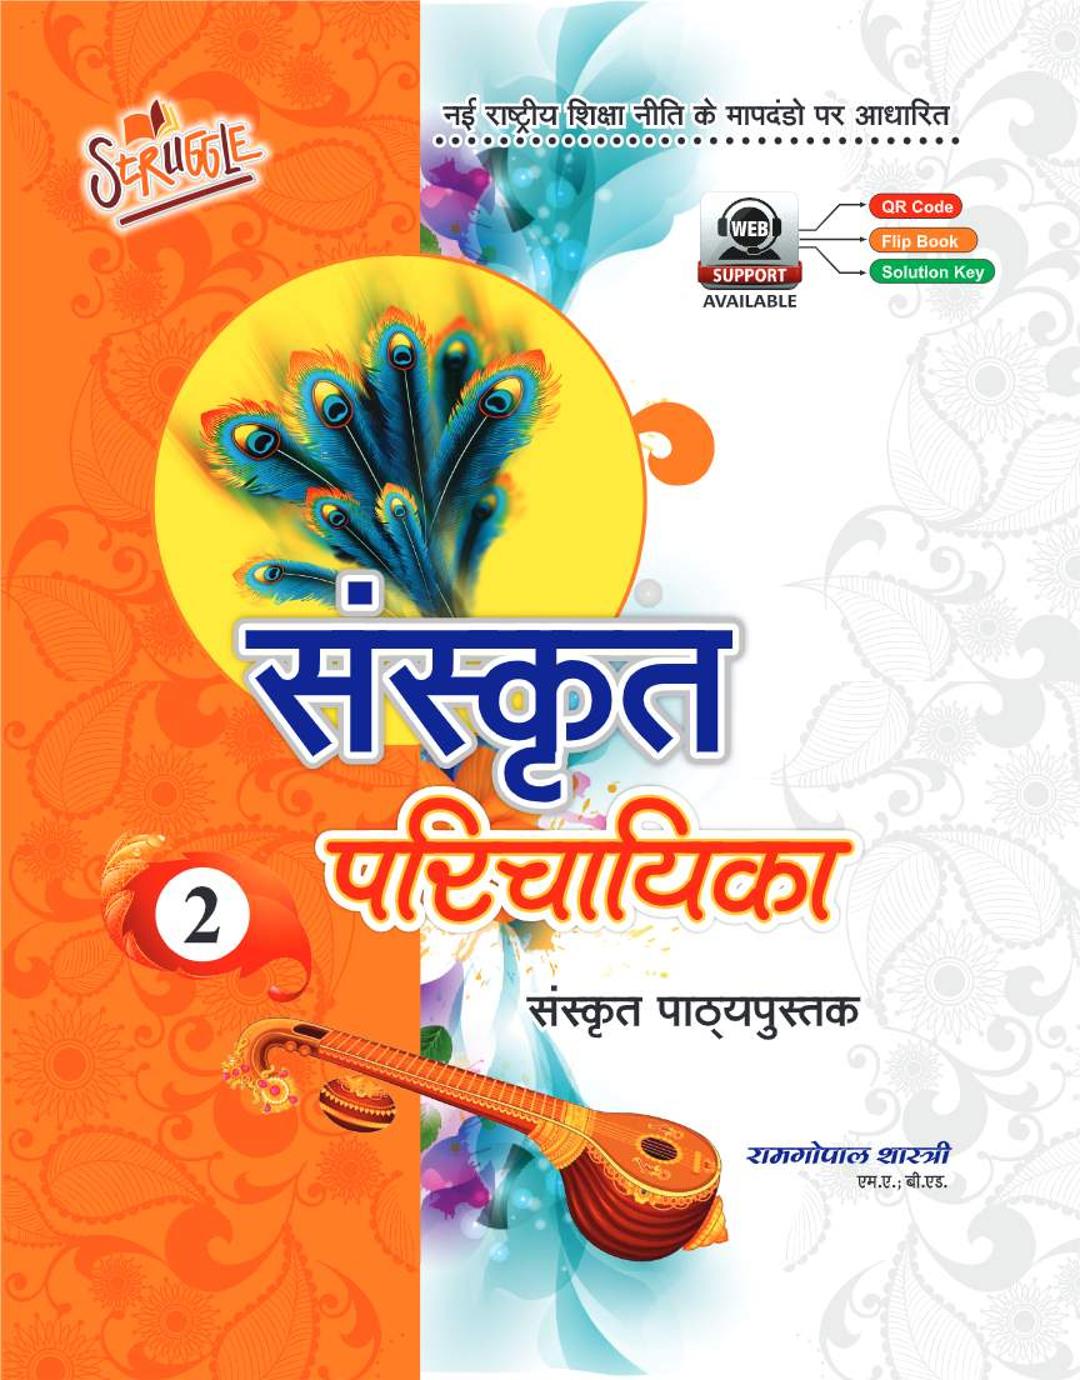 STRUGGLE
नई राष्ट्रीय शिक्षा नीति के मापदंडो पर आधारित
WEB
SUPPORT
AVAILABLE
QR Code
Flip Book
Solution Key
संस्कृत
परिचायिका
2
संस्कृत पाठ्यपुस्तक
रामगोपाल शास्त्री
एम.ए.; बी.एड.